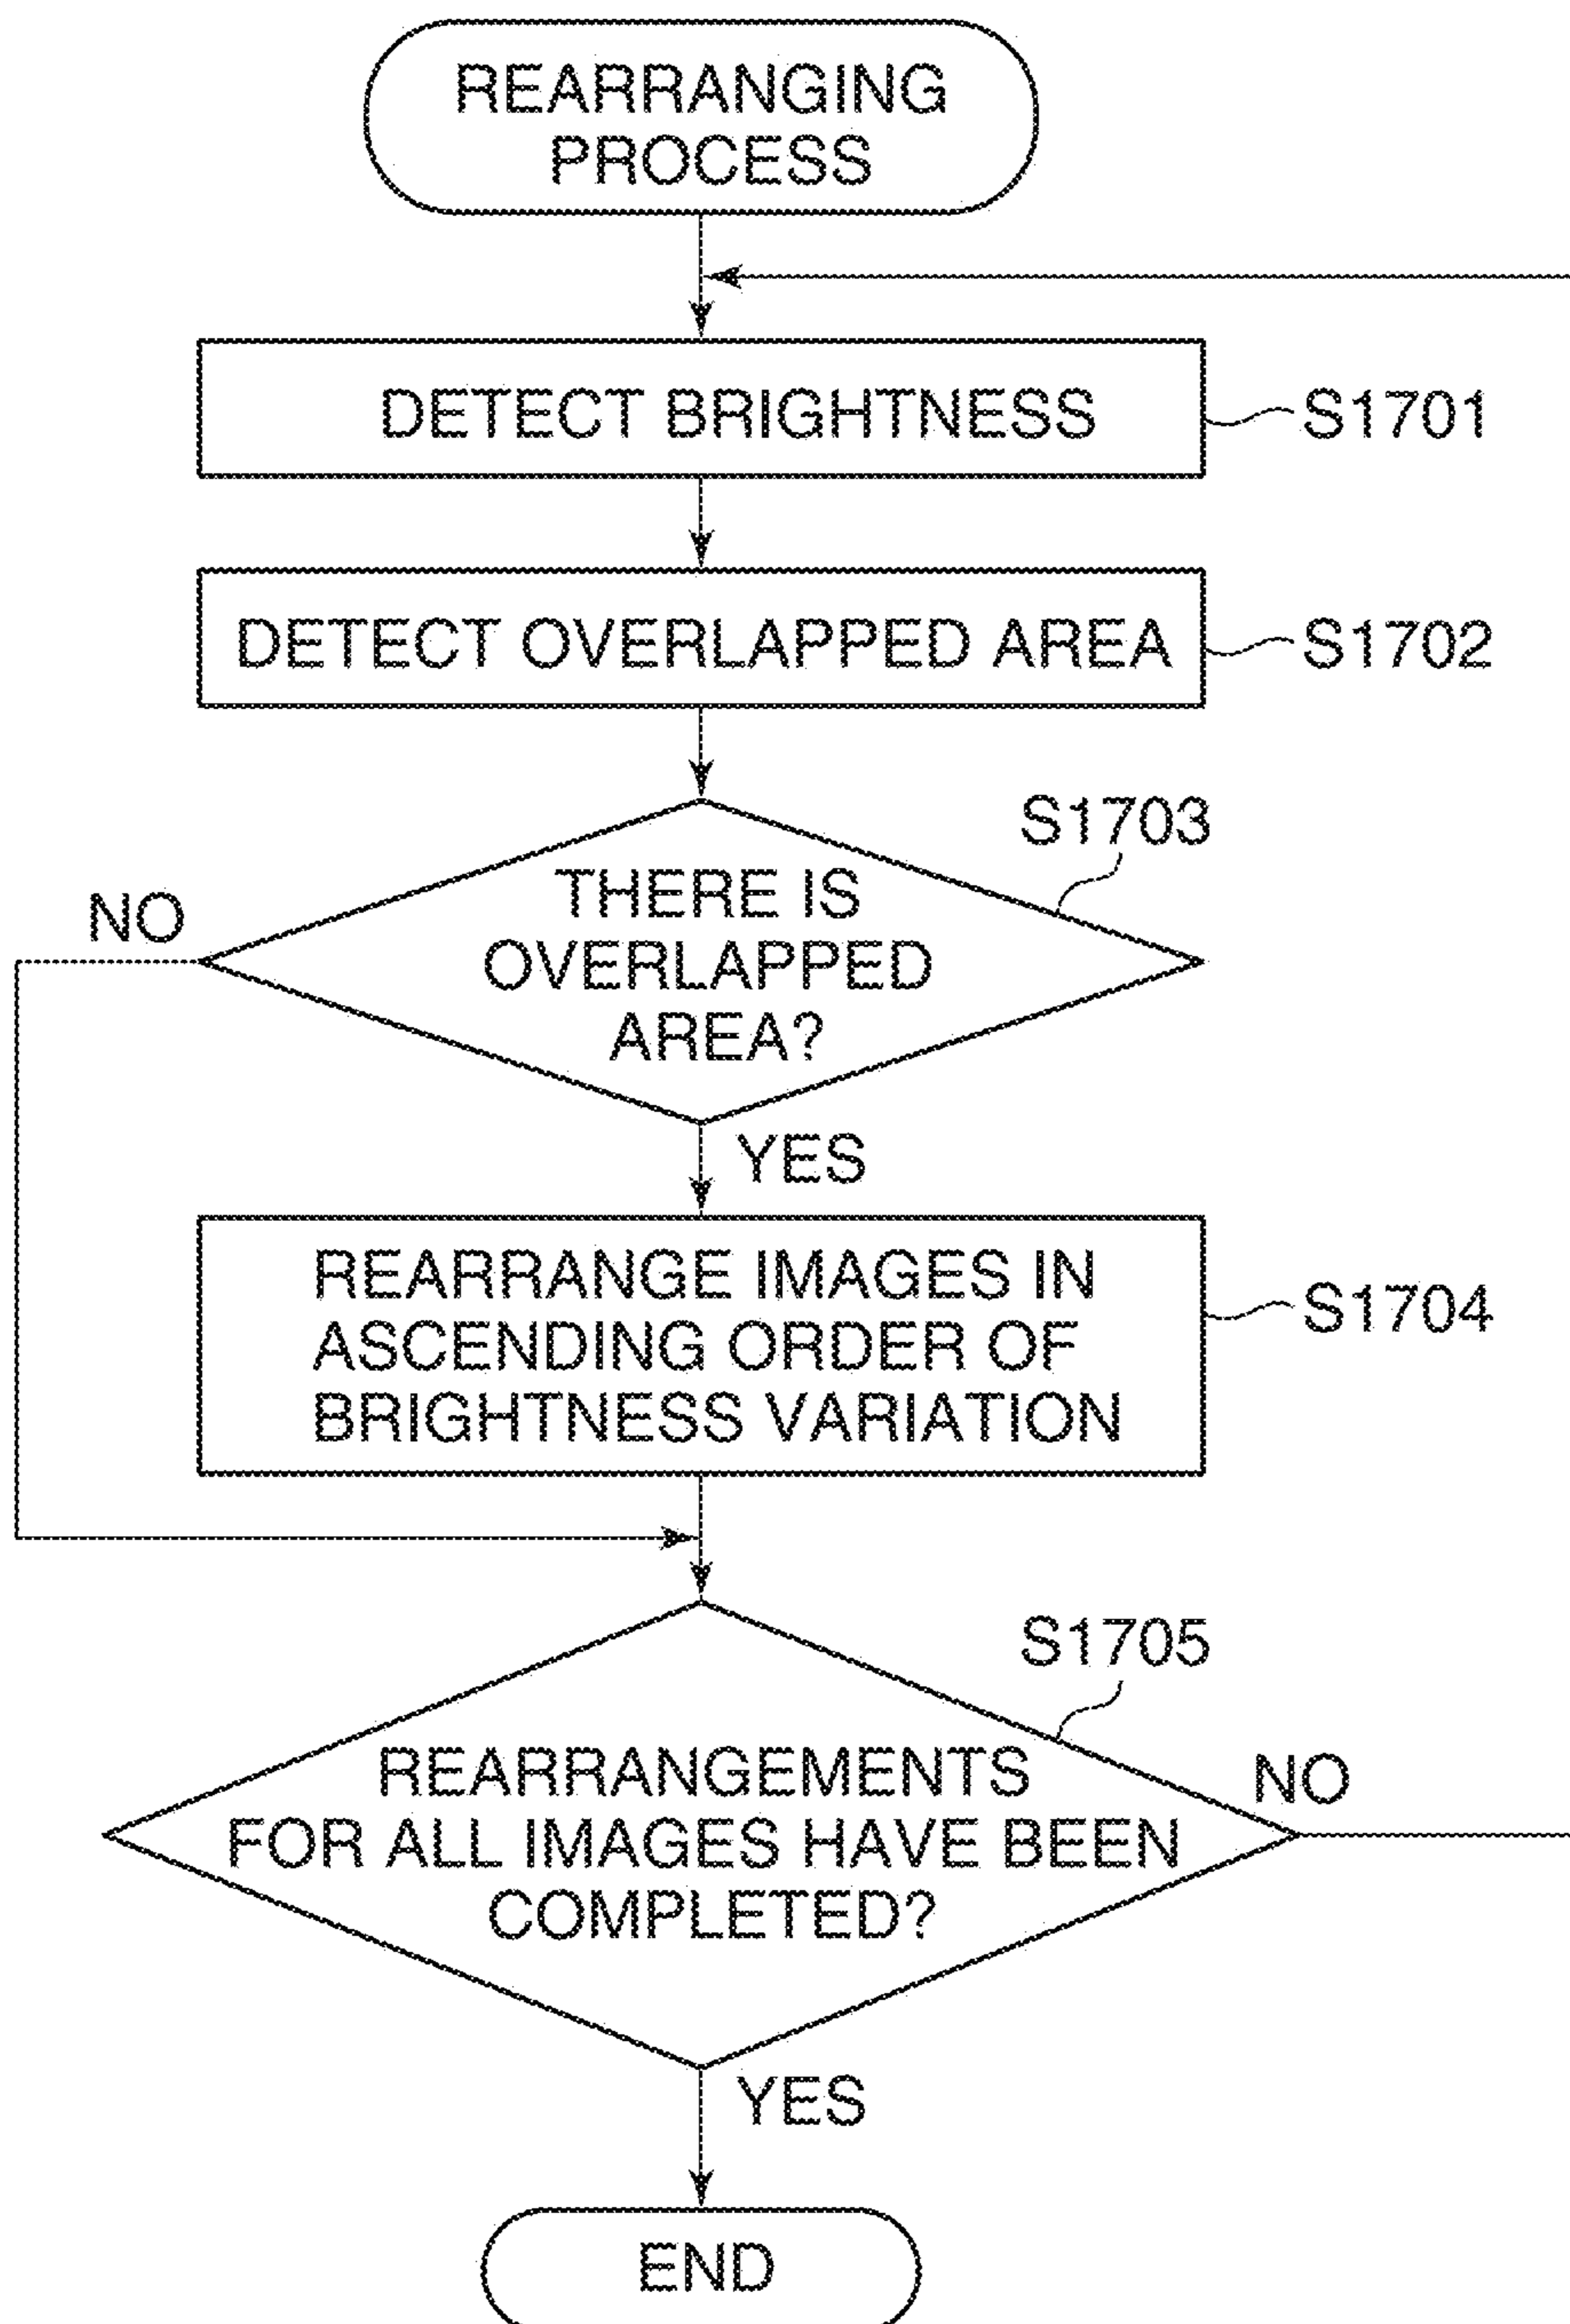 REARRANGING
PROCESS
DETECT BRIGHTNESS
S1701
DETECT OVERLAPPED AREA
S1702
S1703
THERE IS
OVERLAPPED
AREA?
NO
YES
REARRANGE IMAGES IN
ASCENDING ORDER OF
BRIGHTNESS VARIATION
S1704
S1705
REARRANGEMENTS
FOR ALL IMAGES HAVE BEEN
COMPLETED?
NO
YES
END